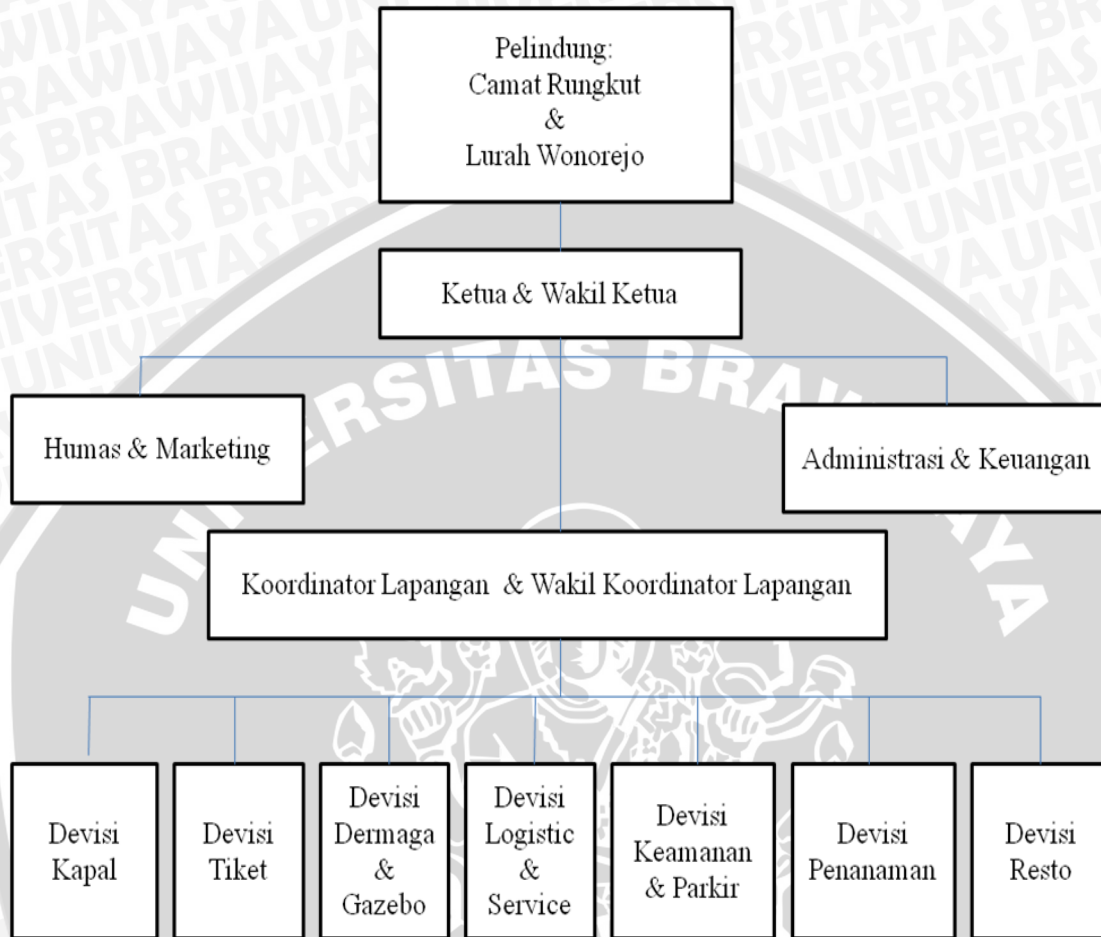 Pelindung:
Camat Rungkut
&
Lurah Wonorejo
Ketua & Wakil Ketua
Humas & Marketing
Administrasi & Keuangan
Koordinator Lapangan & Wakil Koordinator Lapangan
Devisi
Kapal
Devisi
Tiket
Devisi
Dermaga
&
Gazebo
Devisi
Logistic
&
Service
Devisi
Keamanan
& Parkir
Devisi
Penanaman
Devisi
Resto